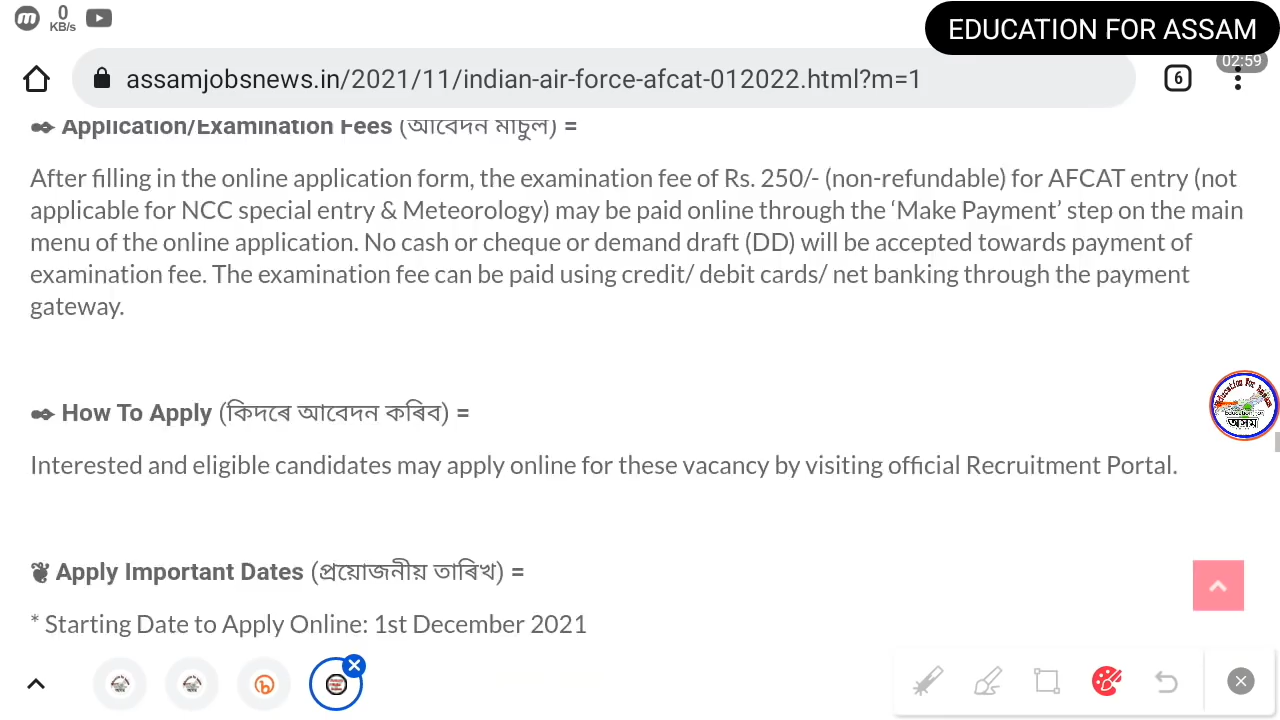 0
KB/s
EDUCATION FOR ASSAM
assamjobsnews.in/2021/11/indian-air-force-afcat-012022.html?m=1
6
02:59
➨ Application/Examination Fees (আবেদন মাচুল) =
After filling in the online application form, the examination fee of Rs. 250/- (non-refundable) for AFCAT entry (not
applicable for NCC special entry & Meteorology) may be paid online through the ‘Make Payment’ step on the main
menu of the online application. No cash or cheque or demand draft (DD) will be accepted towards payment of
examination fee. The examination fee can be paid using credit/ debit cards/ net banking through the payment
gateway.
Education For Assam
অসম
➨ How To Apply (কিদৰে আবেদন কৰিব) =
Interested and eligible candidates may apply online for these vacancy by visiting official Recruitment Portal.
❦ Apply Important Dates (প্ৰয়োজনীয় তাৰিখ) =
* Starting Date to Apply Online: 1st December 2021